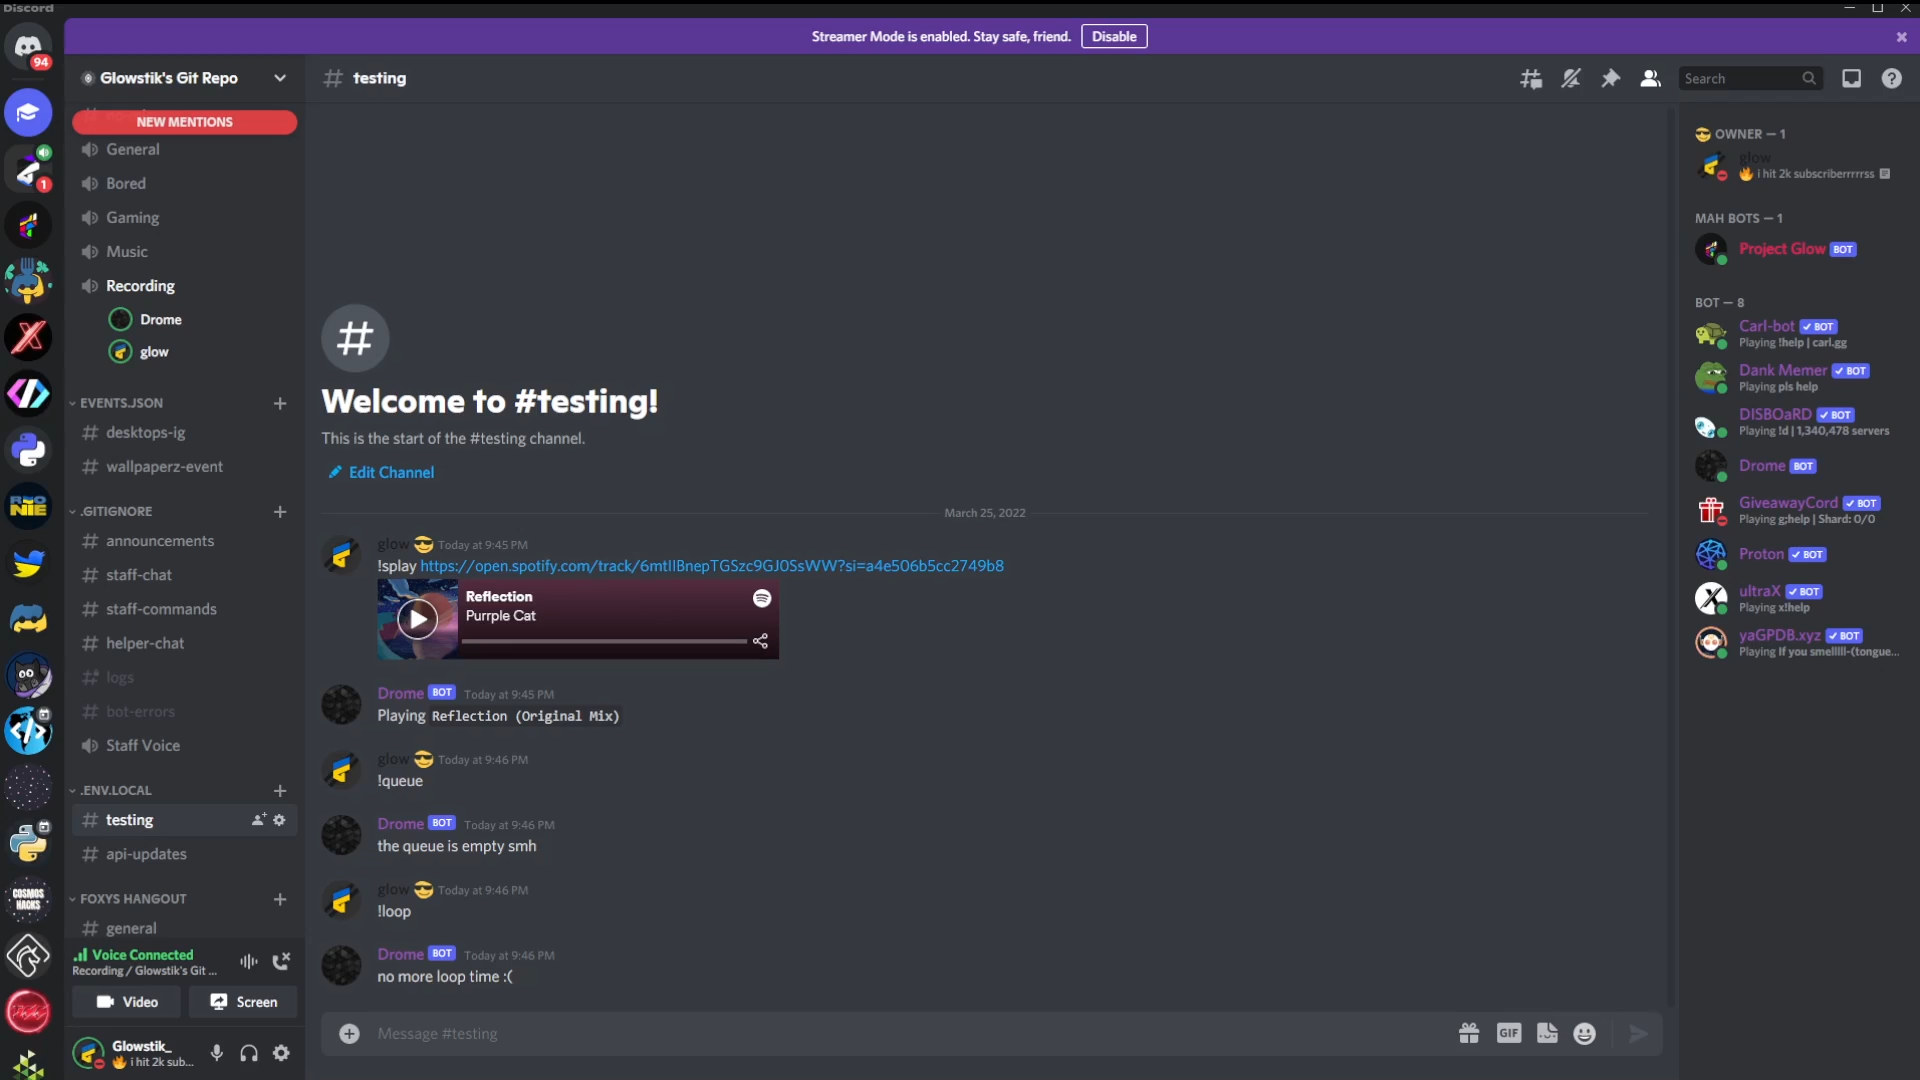 Discord
Streamer Mode is enabled. Stay safe, friend.
Disable
94
Glowstik's Git Repo
testing
Search
NEW MENTIONS
General
Bored
Gaming
Music
Recording
Drome
glow
EVENTS.JSON
desktops-ig
wallpaperz-event
.GITIGNORE
announcements
staff-chat
staff-commands
helper-chat
logs
bot-errors
Staff Voice
.ENV.LOCAL
testing
api-updates
FOXYS HANGOUT
general
Voice Connected
Recording / Glowstik's Git ...
Video
Screen
Glowstik_
🔥 i hit 2k sub...
1
COSMOS
HACKS
#
Welcome to #testing!
This is the start of the #testing channel.
Edit Channel
March 25, 2022
glow 😎 Today at 9:45 PM
!splay https://open.spotify.com/track/6mtIlBnepTGSzc9GJ0SsWW?si=a4e506b5cc2749b8
Reflection
Purrple Cat
Drome BOT Today at 9:45 PM
Playing Reflection (Original Mix)
glow 😎 Today at 9:46 PM
!queue
Drome BOT Today at 9:46 PM
the queue is empty smh
glow 😎 Today at 9:46 PM
!loop
Drome BOT Today at 9:46 PM
no more loop time :(
Message #testing
GIF
😎 OWNER — 1
glow
🔥 i hit 2k subscriberrrrrss
MAH BOTS — 1
Project Glow BOT
BOT — 8
Carl-bot ✓ BOT
Playing !help | carl.gg
Dank Memer ✓ BOT
Playing pls help
DISBOaRD ✓ BOT
Playing !d | 1,340,478 servers
Drome BOT
GiveawayCord ✓ BOT
Playing g;help | Shard: 0/0
Proton ✓ BOT
ultraX ✓ BOT
Playing x!help
yaGPDB.xyz ✓ BOT
Playing If you smelllll-(tongue...